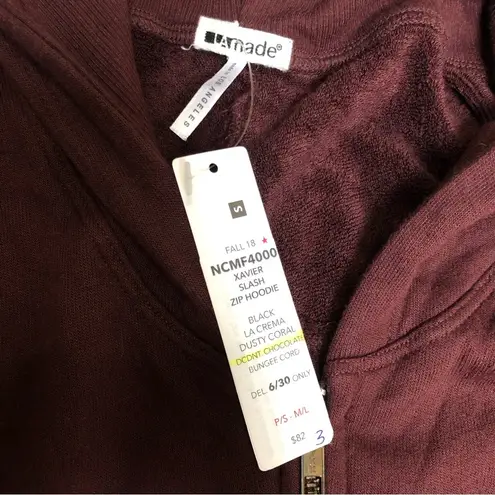 LAmade®
LOS ANGELES
S
FALL 18
NCMF4000
XAVIER
SLASH
ZIP HOODIE
BLACK
LA CREMA
DUSTY CORAL
DCDNT CHOCOLATE
BUNGEE CORD
DEL 6/30 ONLY
P/S - M/L
$82 3